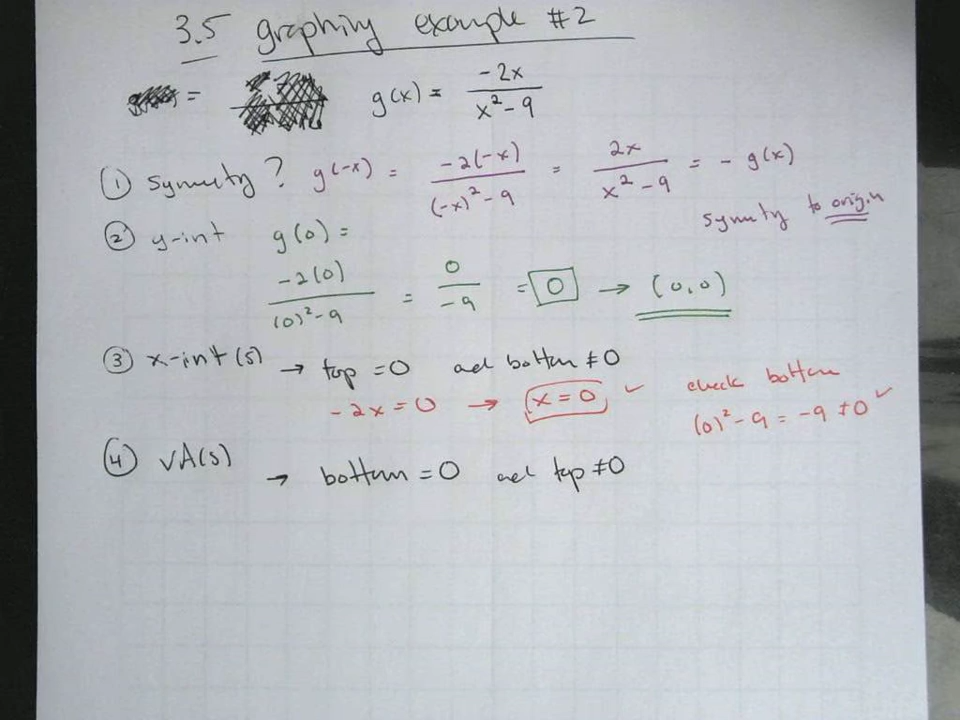 3.5 graphing example #2
= g(x) = -2x / x² - 9
① symmetry? g(-x) = -2(-x) / (-x)² - 9 = 2x / x² - 9 = - g(x)
symmetry to origin
② y-int g(0) =
-2(0) / (0)² - 9 = 0 / -9 = 0 → (0,0)
③ x-int(s) → top = 0 and bottom ≠ 0
-2x = 0 → x = 0 ✓ check bottom
(0)² - 9 = -9 ≠ 0 ✓
④ VA(s) → bottom = 0 and top ≠ 0